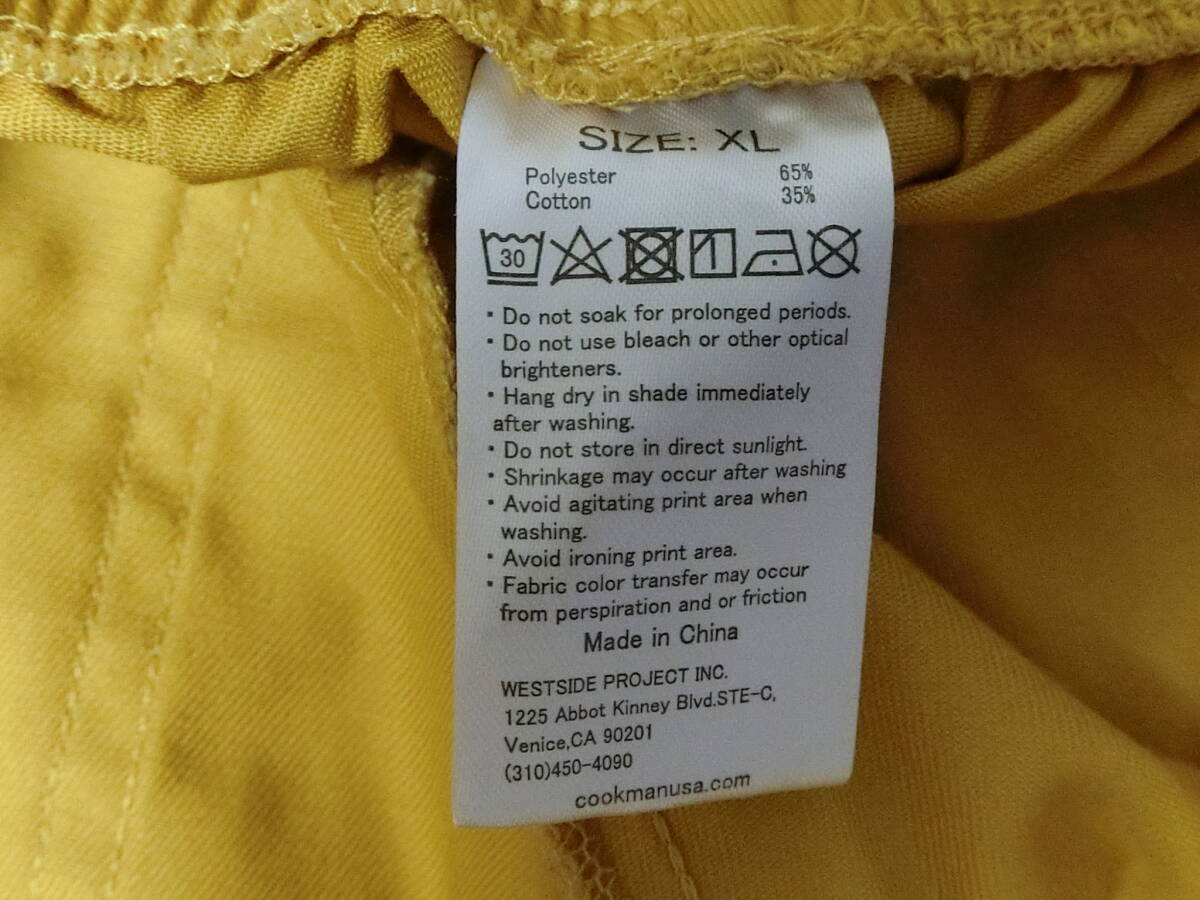 SIZE: XL
Polyester 65%
Cotton 35%
30
· Do not soak for prolonged periods.
· Do not use bleach or other optical
brighteners.
· Hang dry in shade immediately
after washing.
· Do not store in direct sunlight.
· Shrinkage may occur after washing
· Avoid agitating print area when
washing.
· Avoid ironing print area.
· Fabric color transfer may occur
from perspiration and or friction
Made in China
WESTSIDE PROJECT INC.
1225 Abbot Kinney Blvd.STE-C,
Venice,CA 90201
(310)450-4090
cookmanusa.com